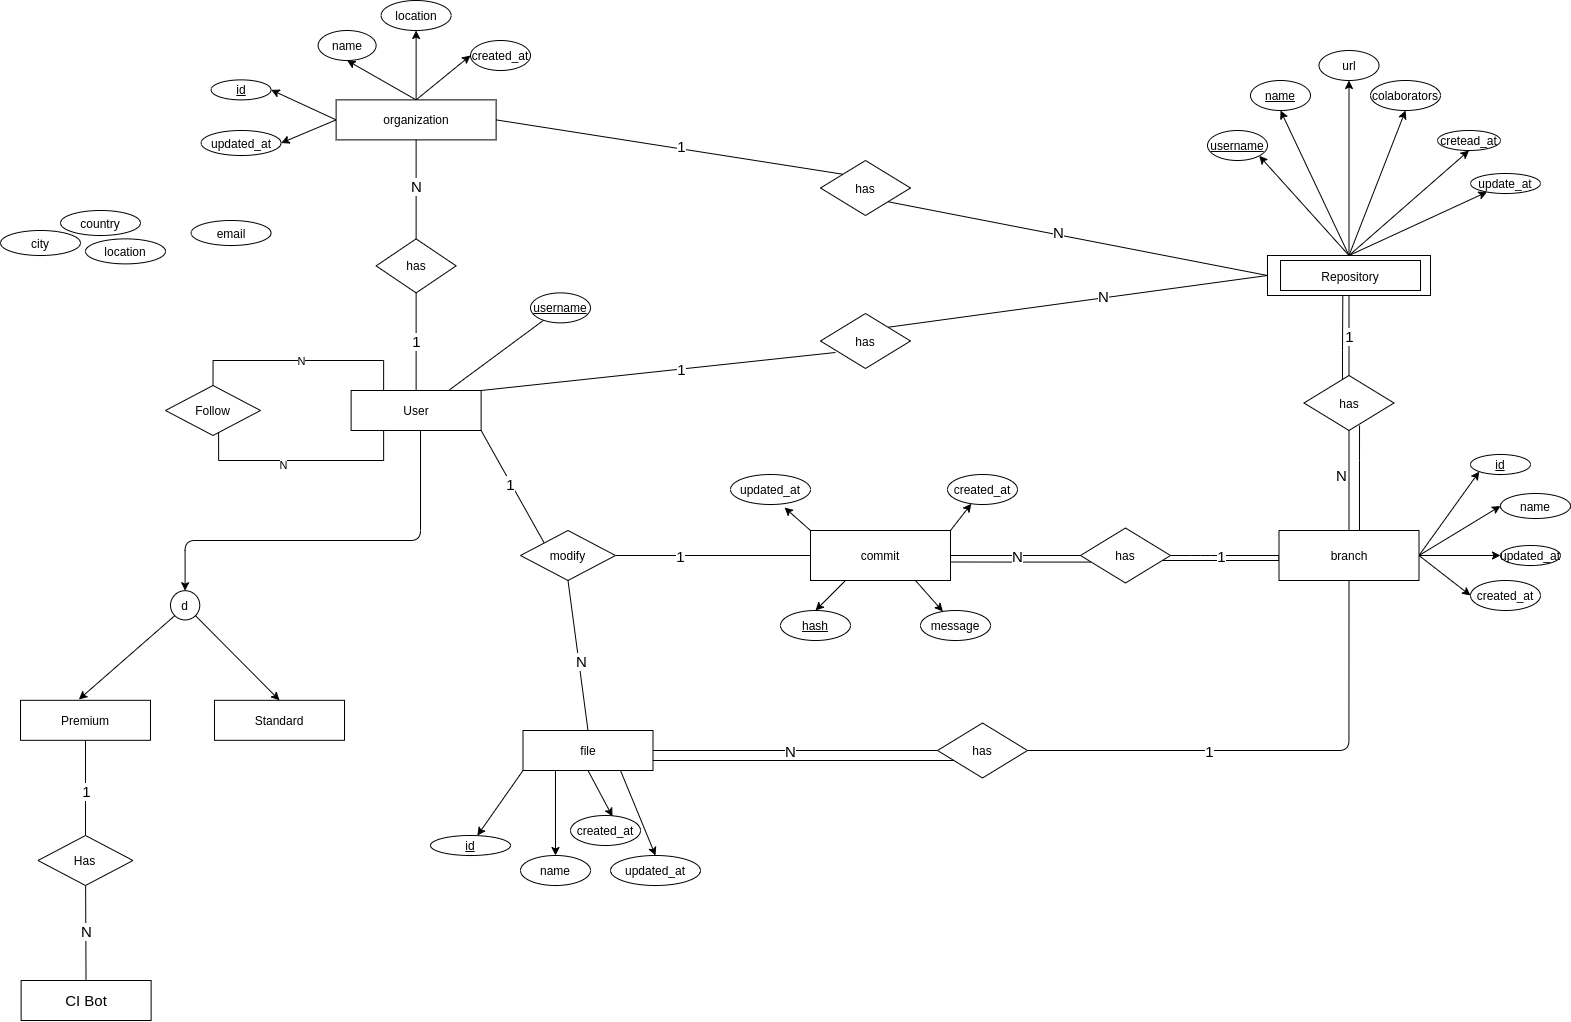 location
name
created_at
id
organization
updated_at
url
name
colaborators
username
cretead_at
update_at
1
has
N
Repository
N
has
country
city
location
email
username
N
1
has
1
1
N
Follow
User
N
has
N
1
id
name
updated_at
created_at
updated_at
created_at
modify
1
commit
N
has
1
branch
hash
message
d
N
Premium
Standard
file
N
has
1
1
id
name
created_at
updated_at
Has
N
CI Bot